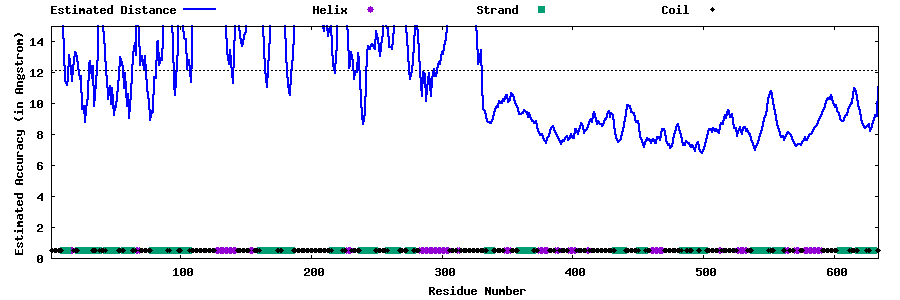 Estimated Distance Helix Strand Coil
Estimated Accuracy (in Angstrom)
14
12
10
8
6
4
2
0
100 200 300 400 500 600
Residue Number